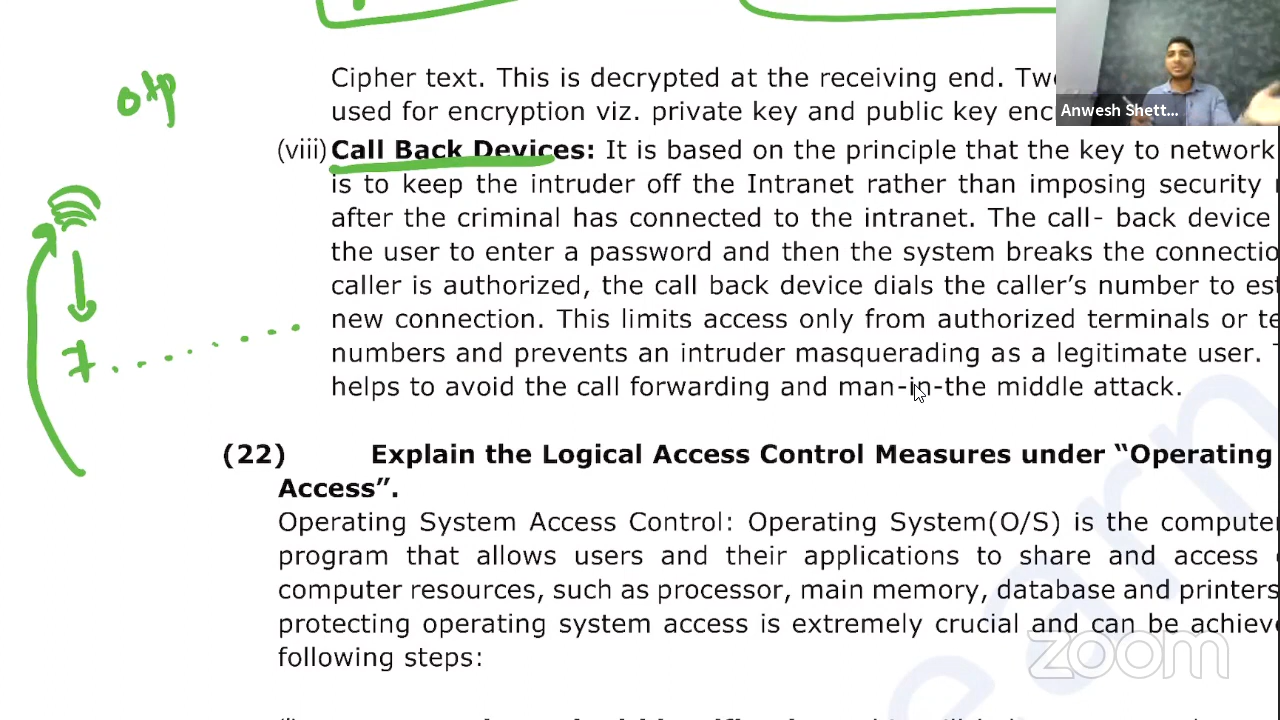 otp
Cipher text. This is decrypted at the receiving end. Two
used for encryption viz. private key and public key enc
Anwesh Shett...
(viii) Call Back Devices: It is based on the principle that the key to network
is to keep the intruder off the Intranet rather than imposing security
after the criminal has connected to the intranet. The call- back device
the user to enter a password and then the system breaks the connectio
caller is authorized, the call back device dials the caller's number to est
new connection. This limits access only from authorized terminals or te
numbers and prevents an intruder masquerading as a legitimate user. T
helps to avoid the call forwarding and man-in-the middle attack.
(22) Explain the Logical Access Control Measures under “Operating
Access”.
Operating System Access Control: Operating System(O/S) is the computer
program that allows users and their applications to share and access
computer resources, such as processor, main memory, database and printers
protecting operating system access is extremely crucial and can be achieve
following steps:
earn
zoom